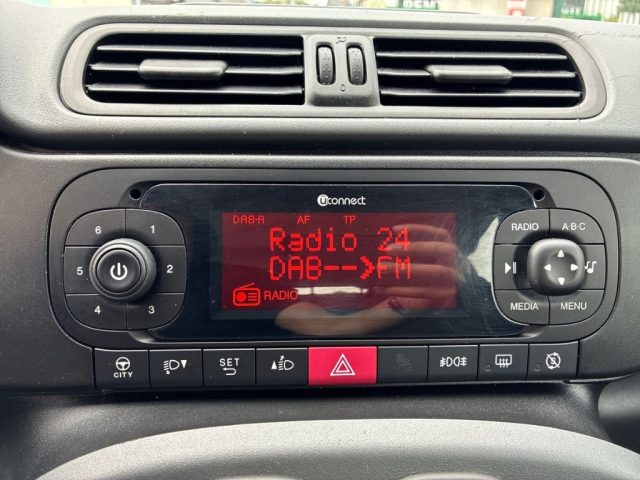 uconnect
DAB-A AF TP
Radio 24
DAB-->FM
RADIO
6 1
5 2
4 3
RADIO A·B·C
MEDIA MENU
CITY
SET
0